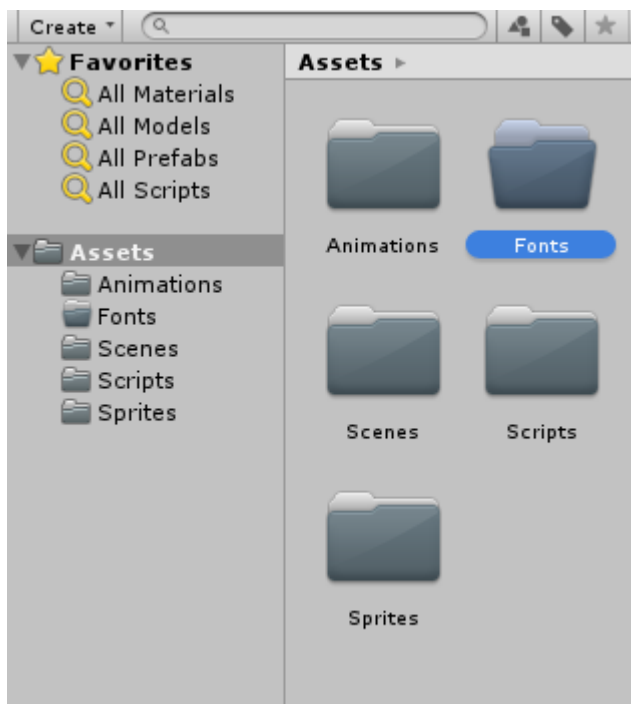 Create
Favorites
All Materials
All Models
All Prefabs
All Scripts
Assets
Animations
Fonts
Scenes
Scripts
Sprites
Assets
Animations
Fonts
Scenes
Scripts
Sprites